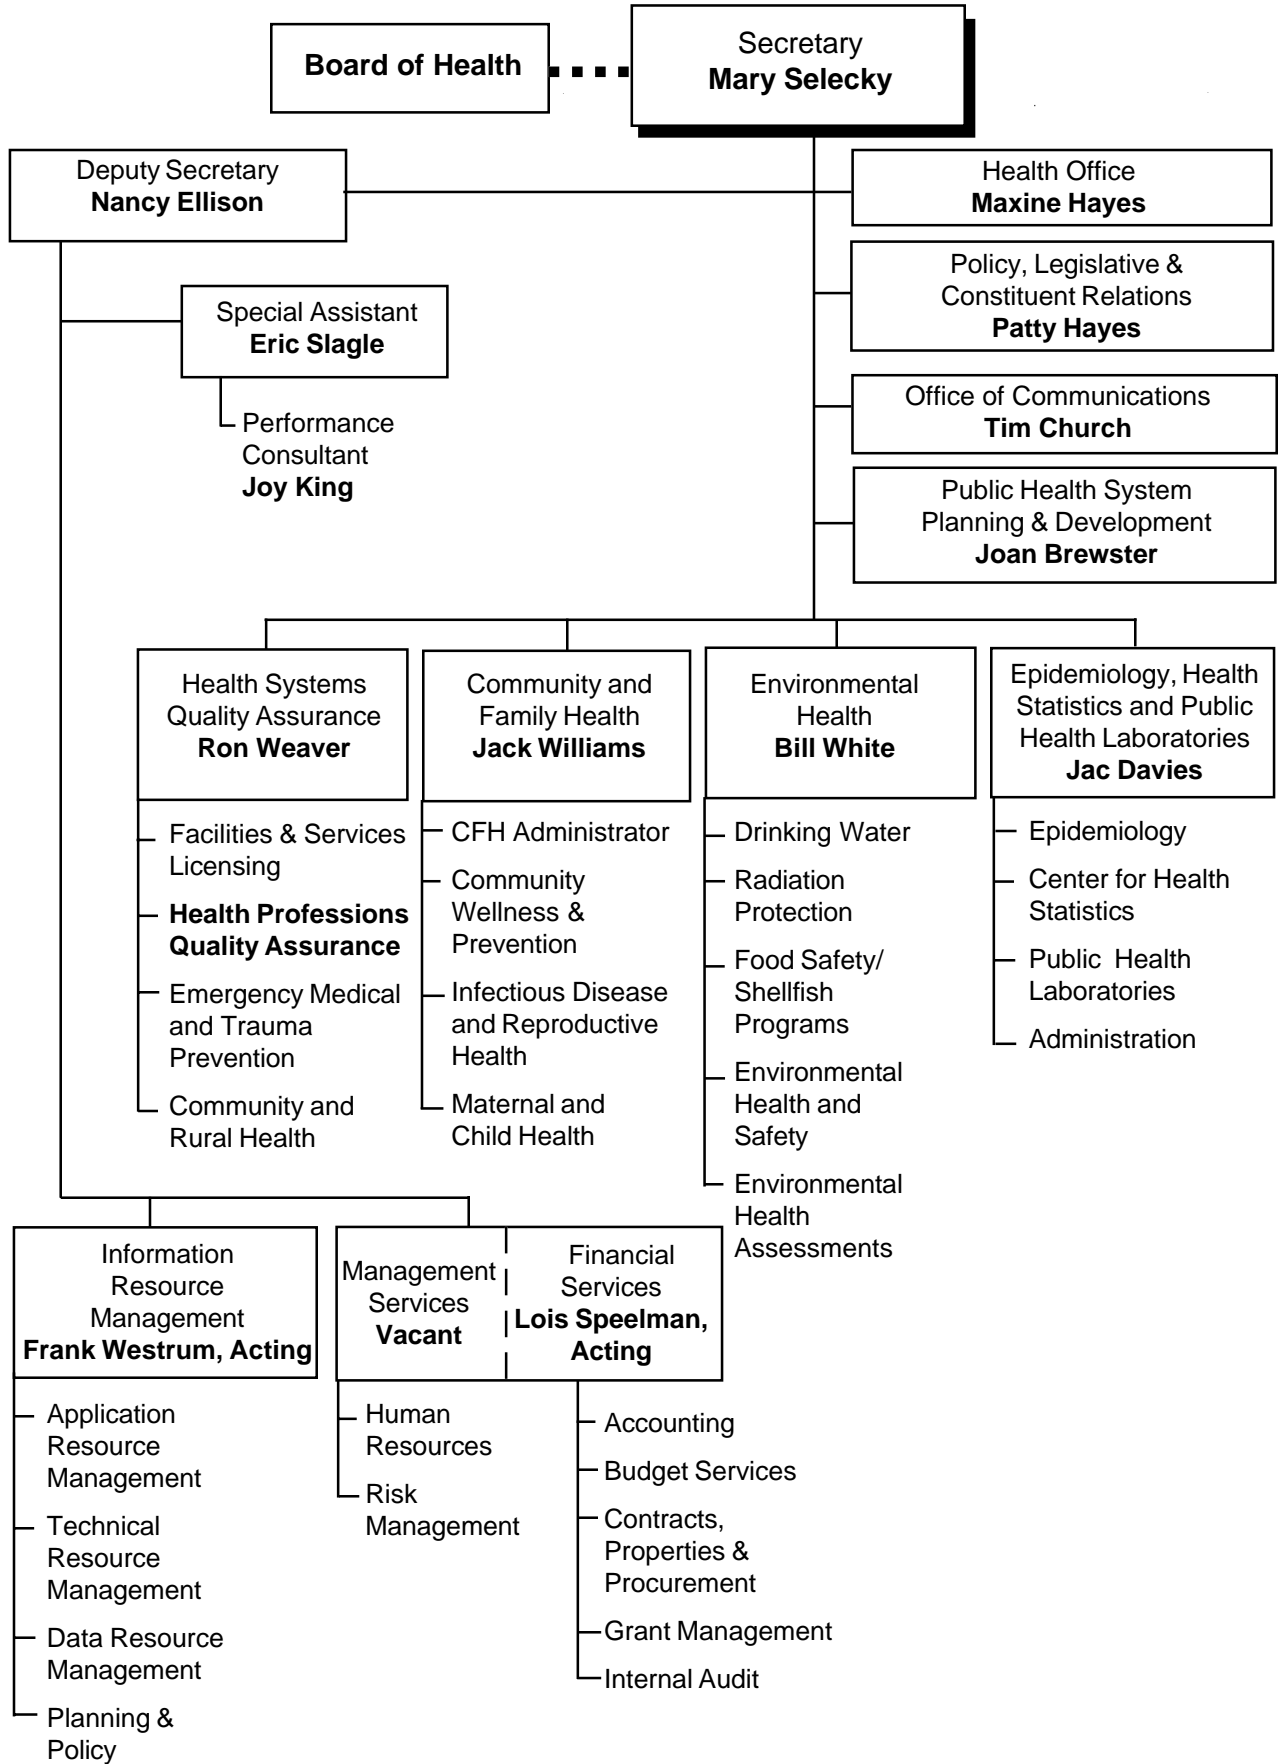 Board of Health
Secretary
Mary Selecky
Deputy Secretary
Nancy Ellison
Health Office
Maxine Hayes
Policy, Legislative &
Constituent Relations
Patty Hayes
Special Assistant
Eric Slagle
Performance
Consultant
Joy King
Office of Communications
Tim Church
Public Health System
Planning & Development
Joan Brewster
Health Systems
Quality Assurance
Ron Weaver
Facilities & Services
Licensing
Health Professions
Quality Assurance
Emergency Medical
and Trauma
Prevention
Community and
Rural Health
Community and
Family Health
Jack Williams
CFH Administrator
Community
Wellness &
Prevention
Infectious Disease
and Reproductive
Health
Maternal and
Child Health
Environmental
Health
Bill White
Drinking Water
Radiation
Protection
Food Safety/
Shellfish
Programs
Environmental
Health and
Safety
Environmental
Health
Assessments
Epidemiology, Health
Statistics and Public
Health Laboratories
Jac Davies
Epidemiology
Center for Health
Statistics
Public Health
Laboratories
Administration
Information
Resource
Management
Frank Westrum, Acting
Application
Resource
Management
Technical
Resource
Management
Data Resource
Management
Planning &
Policy
Management
Services
Vacant
Human
Resources
Risk
Management
Financial
Services
Lois Speelman,
Acting
Accounting
Budget Services
Contracts,
Properties &
Procurement
Grant Management
Internal Audit